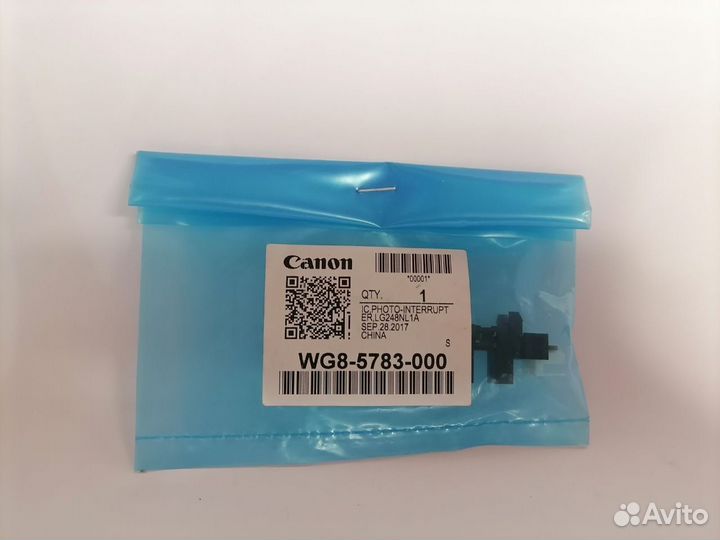 Canon
*00001*
QTY. 1
IC,PHOTO-INTERRUPT
ER,LG248NL1A
SEP.28.2017
CHINA
S
WG8-5783-000
Avito